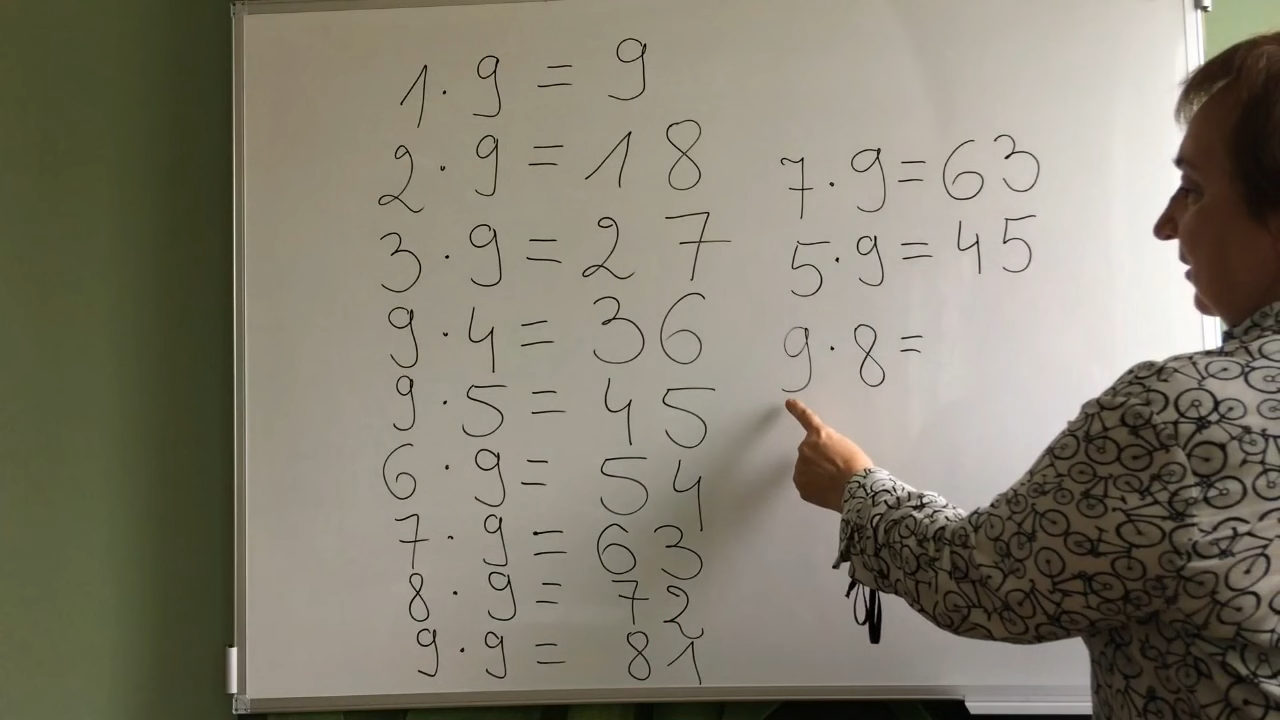 1 · 9 = 9
2 · 9 = 18
3 · 9 = 27
9 · 4 = 36
9 · 5 = 45
6 · 9 = 54
7 · 9 = 63
8 · 9 = 72
9 · 9 = 81
7 · 9 = 63
5 · 9 = 45
9 · 8 =